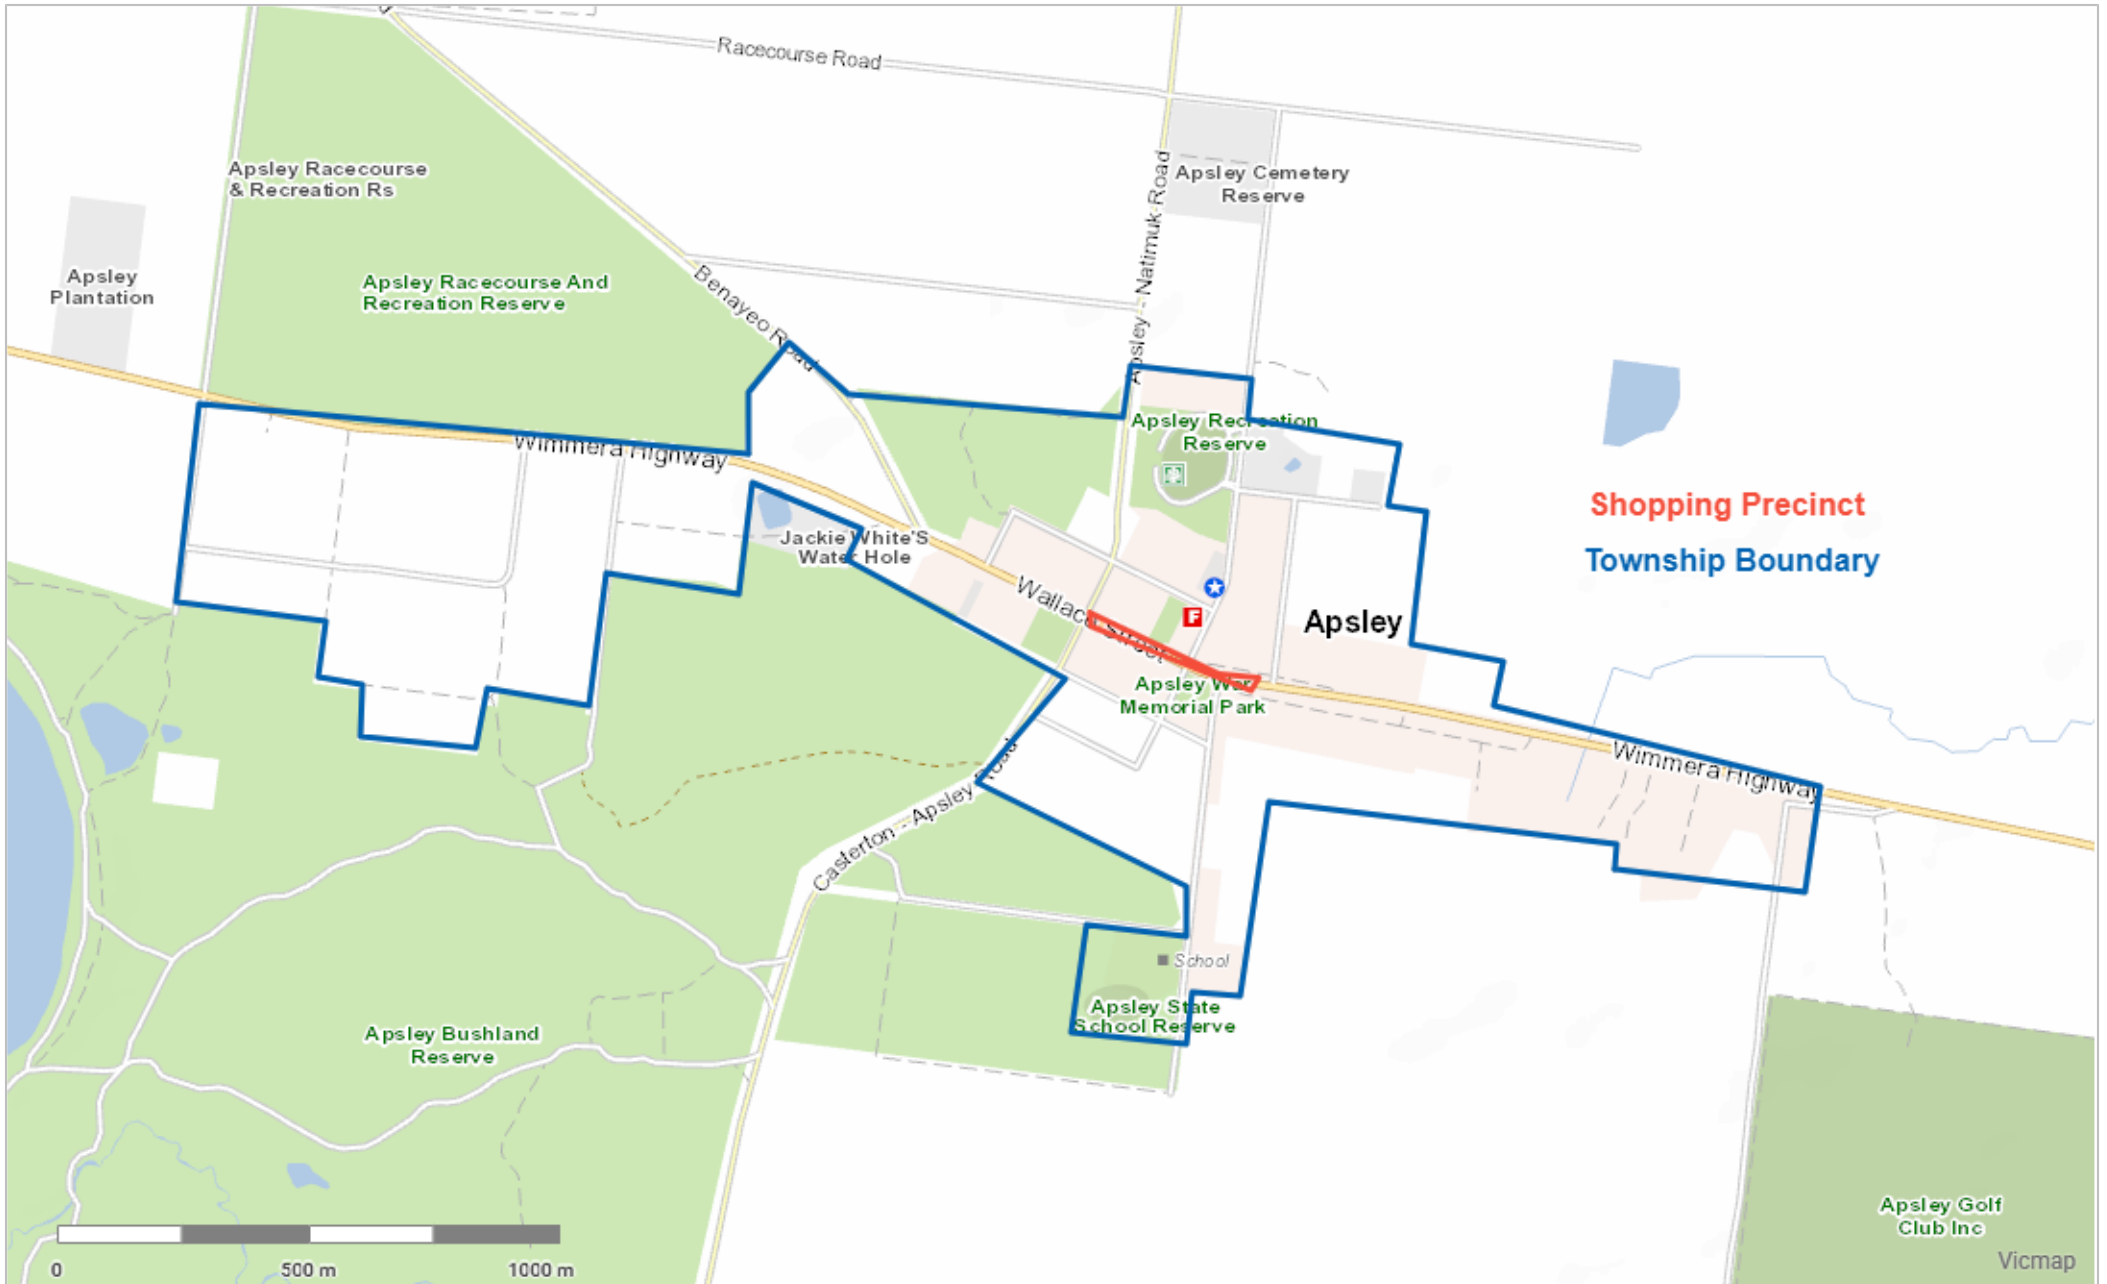 Racecourse Road
Apsley Racecourse
& Recreation Rs
Apsley Cemetery
Reserve
Apsley - Natimuk Road
Apsley
Plantation
Apsley Racecourse And
Recreation Reserve
Benayeo Road
Apsley Recreation
Reserve
Wimmera Highway
Shopping Precinct
Township Boundary
Jackie White'S
Water Hole
Wallace Street
F
Apsley
Apsley War
Memorial Park
Wimmera Highway
Casterton - Apsley Road
School
Apsley State
School Reserve
Apsley Bushland
Reserve
Apsley Golf
Club Inc
Vicmap
0 500 m 1000 m